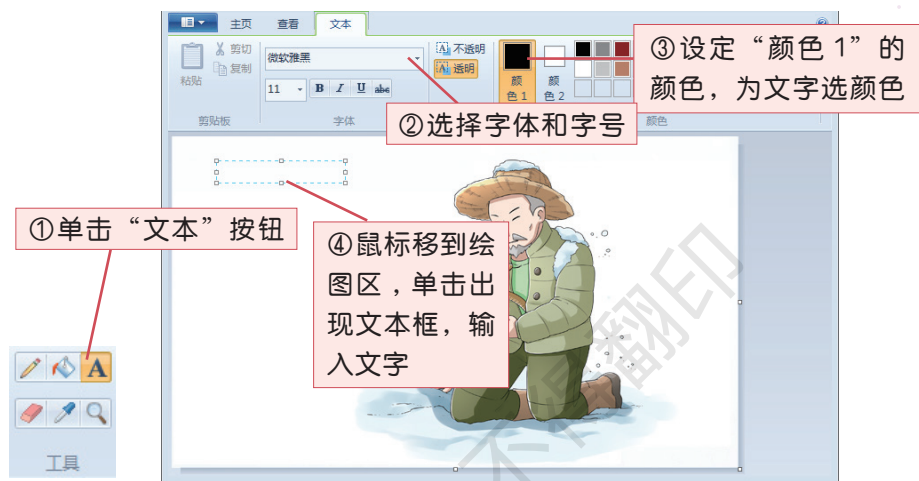 主页 查看 文本
剪切
复制
粘贴
剪贴板
微软雅黑
11 B I U abc
字体
不透明
透明
颜色 1
颜色 2
颜色
③设定“颜色 1”的
颜色，为文字选颜色
②选择字体和字号
①单击“文本”按钮
④鼠标移到绘
图区，单击出
现文本框，输
入文字
A
工具
不得翻印